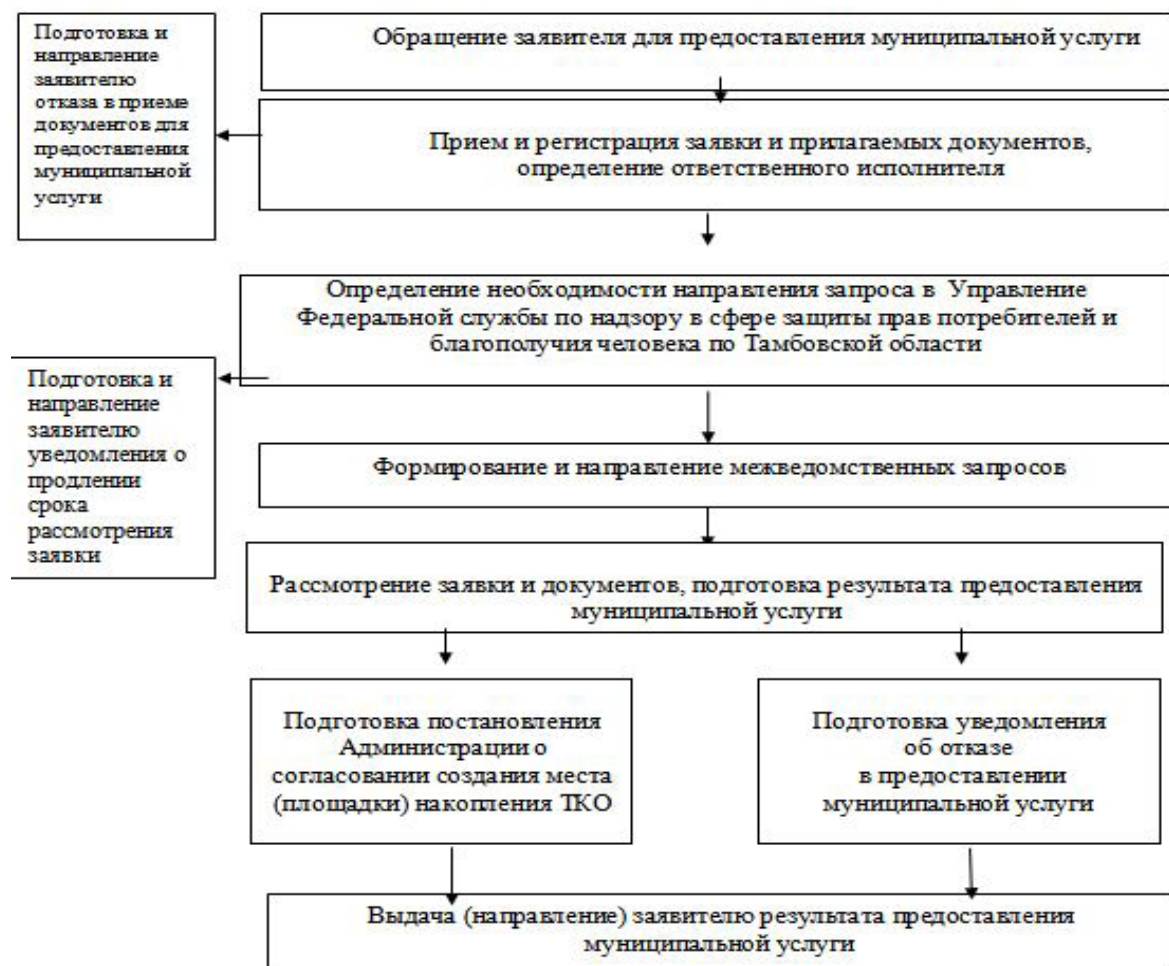 Подготовка и
направление
заявителю
отказа в приеме
документов для
предоставления
муниципальной
услуги
Обращение заявителя для предоставления муниципальной услуги
Прием и регистрация заявки и прилагаемых документов,
определение ответственного исполнителя
Определение необходимости направления запроса в Управление
Федеральной службы по надзору в сфере защиты прав потребителей и
благополучия человека по Тамбовской области
Подготовка и
направление
заявителю
уведомления о
продлении
срока
рассмотрения
заявки
Формирование и направление межведомственных запросов
Рассмотрение заявки и документов, подготовка результата предоставления
муниципальной услуги
Подготовка постановления
Администрации о
согласовании создания места
(площадки) накопления ТКО
Подготовка уведомления
об отказе
в предоставлении
муниципальной услуги
Выдача (направление) заявителю результата предоставления
муниципальной услуги